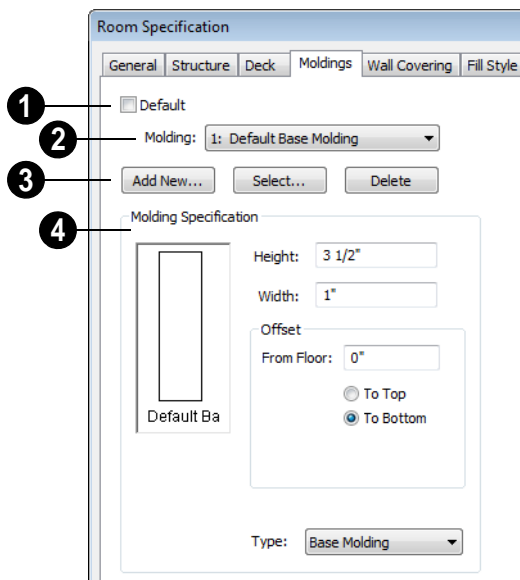 Room Specification
General Structure Deck Moldings Wall Covering Fill Style
1 Default
2 Molding: 1: Default Base Molding
3 Add New... Select... Delete
4 Molding Specification
Height: 3 1/2"
Width: 1"
Offset
From Floor: 0"
To Top
Default Ba To Bottom
Type: Base Molding